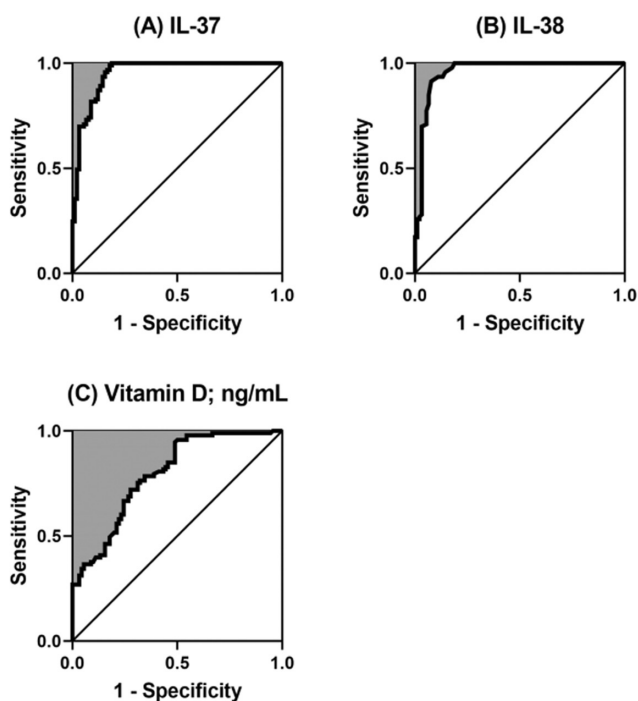 (A) IL-37
1.0
0.5
0.0
Sensitivity
0.0 0.5 1.0
1 - Specificity
(B) IL-38
1.0
0.5
0.0
Sensitivity
0.0 0.5 1.0
1 - Specificity
(C) Vitamin D; ng/mL
1.0
0.5
0.0
Sensitivity
0.0 0.5 1.0
1 - Specificity